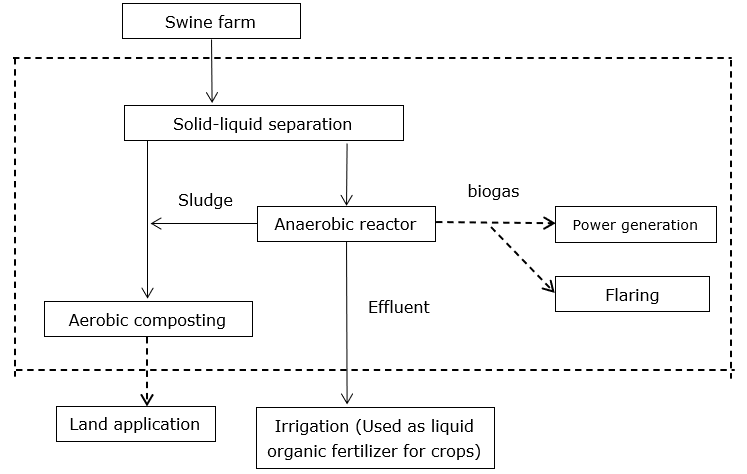 Swine farm
Solid-liquid separation
biogas
Sludge
Anaerobic reactor
Power generation
Flaring
Effluent
Aerobic composting
Land application
Irrigation (Used as liquid
organic fertilizer for crops)